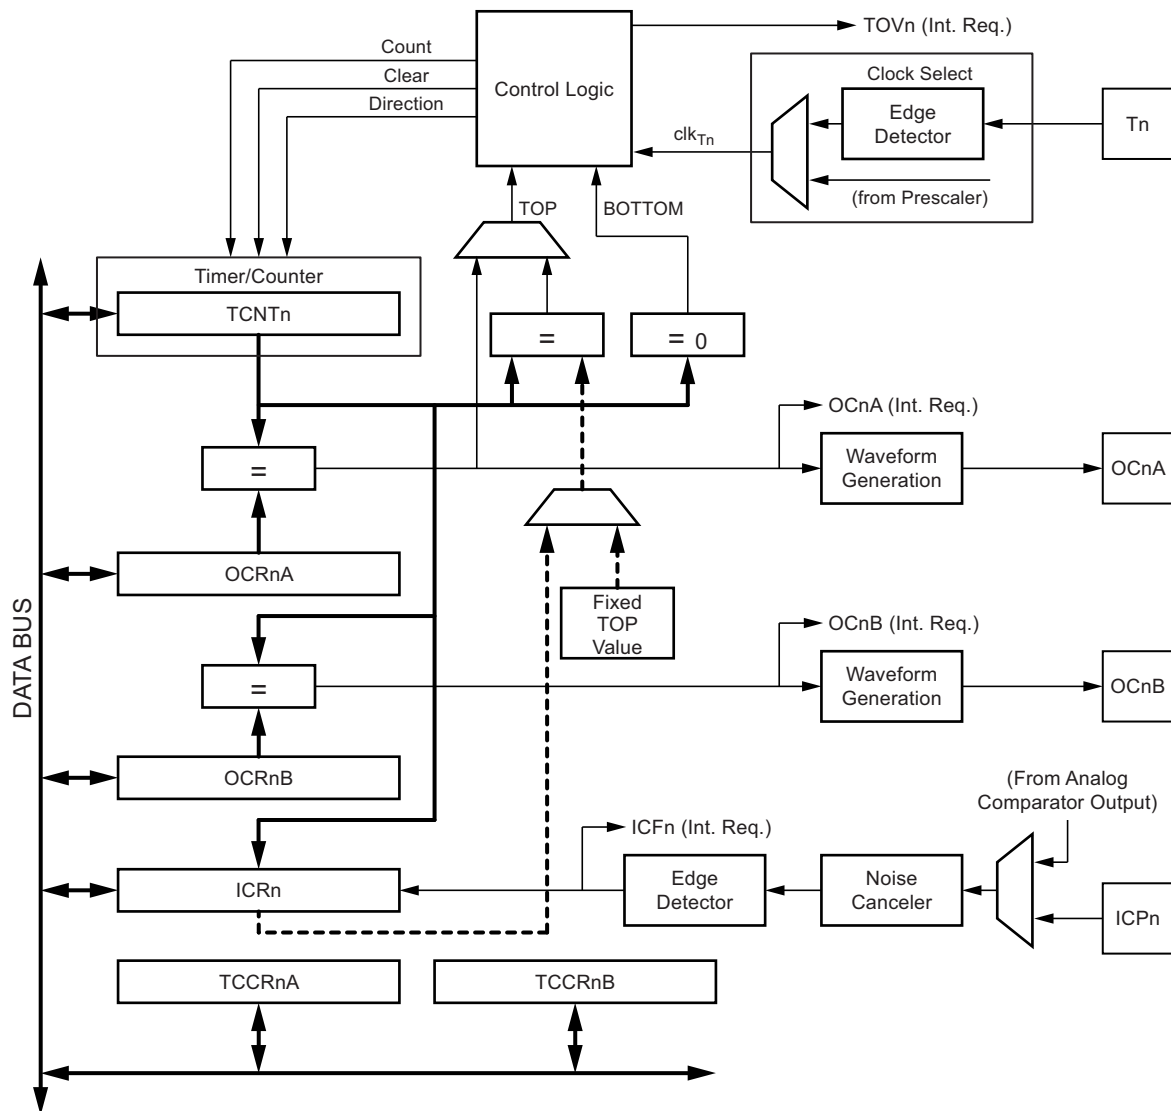 TOVn (Int. Req.)
Count
Clear
Direction
Control Logic
Clock Select
Edge
Detector
Tn
clkTn
(from Prescaler)
TOP
BOTTOM
Timer/Counter
TCNTn
=
= 0
OCnA (Int. Req.)
=
Waveform
Generation
OCnA
OCRnA
Fixed
TOP
Value
DATA BUS
OCnB (Int. Req.)
=
Waveform
Generation
OCnB
OCRnB
(From Analog
Comparator Output)
ICFn (Int. Req.)
ICRn
Edge
Detector
Noise
Canceler
ICPn
TCCRnA
TCCRnB